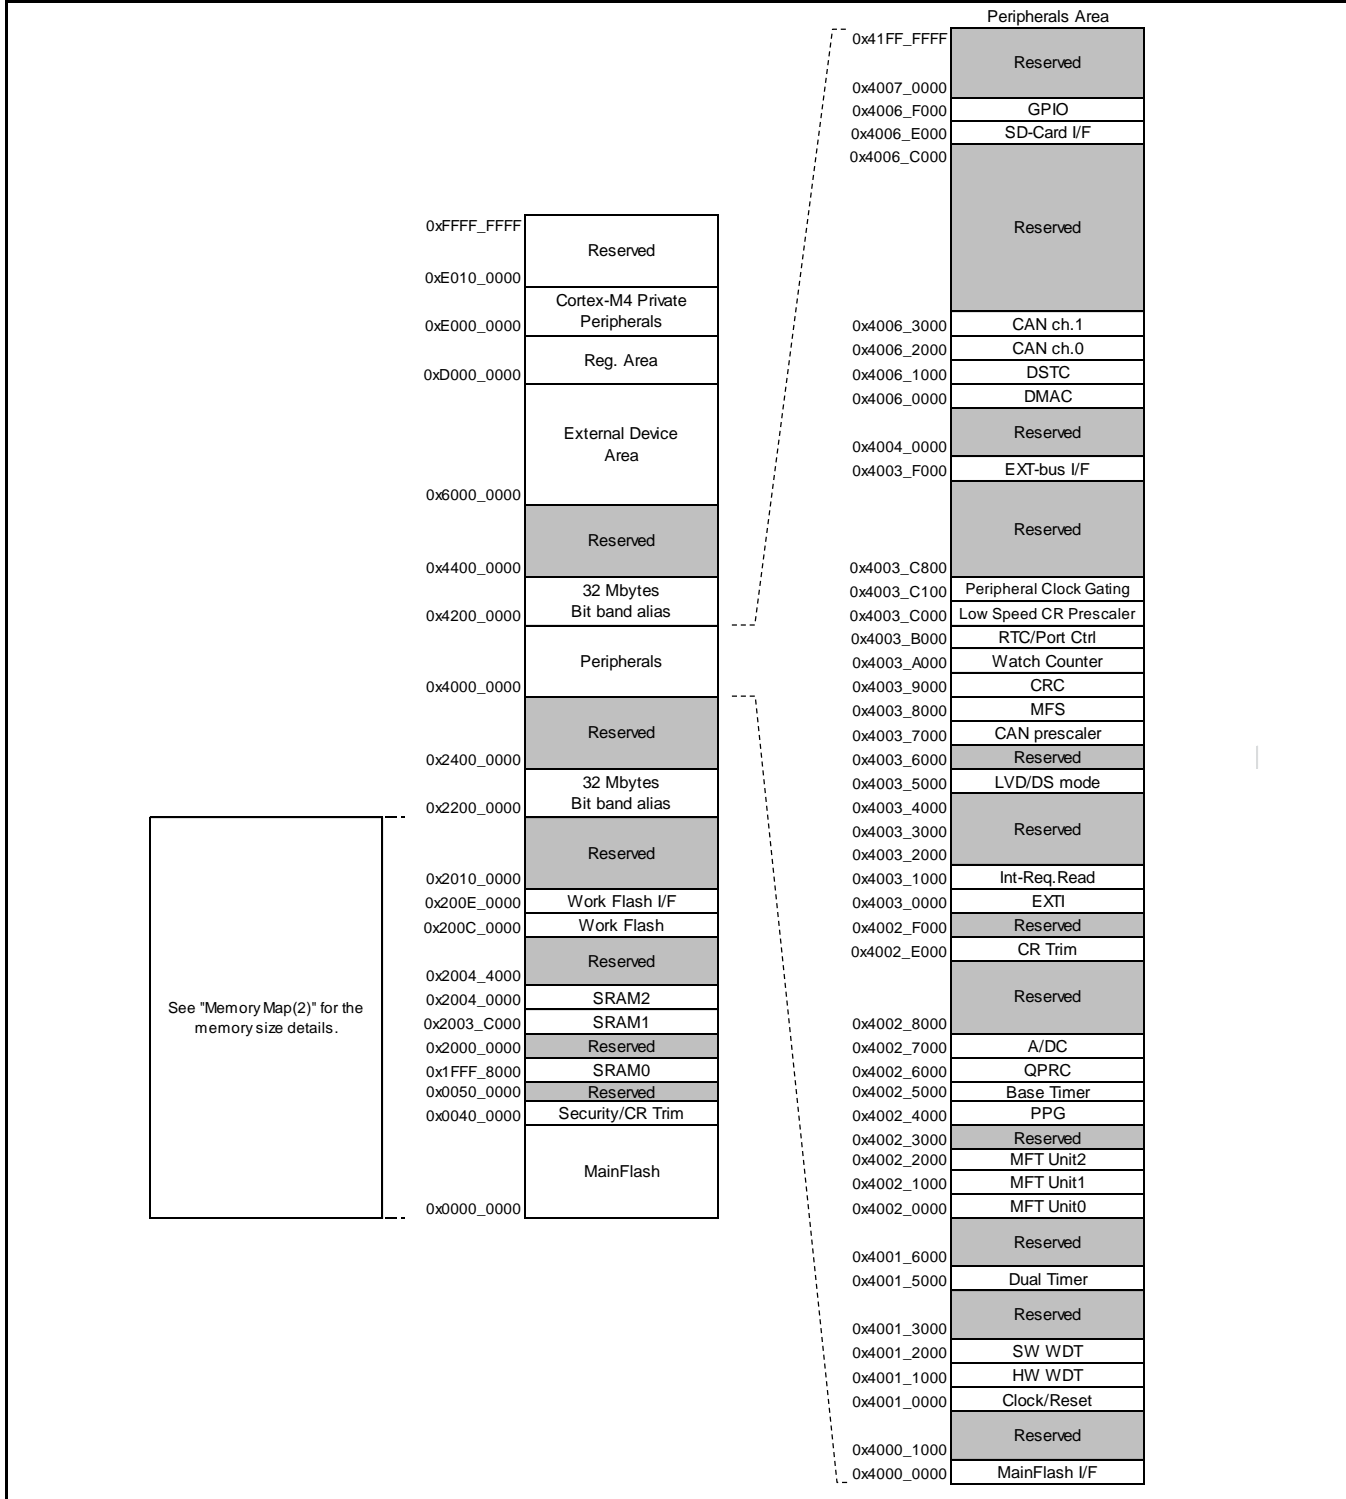 Peripherals Area
0x41FF_FFFF
Reserved
0x4007_0000
0x4006_F000 GPIO
0x4006_E000 SD-Card I/F
0x4006_C000
Reserved
0x4006_3000 CAN ch.1
0x4006_2000 CAN ch.0
0x4006_1000 DSTC
0x4006_0000 DMAC
Reserved
0x4004_0000
0x4003_F000 EXT-bus I/F
Reserved
0x4003_C800
0x4003_C100 Peripheral Clock Gating
0x4003_C000 Low Speed CR Prescaler
0x4003_B000 RTC/Port Ctrl
0x4003_A000 Watch Counter
0x4003_9000 CRC
0x4003_8000 MFS
0x4003_7000 CAN prescaler
0x4003_6000 Reserved
0x4003_5000 LVD/DS mode
0x4003_4000
0x4003_3000 Reserved
0x4003_2000
0x4003_1000 Int-Req.Read
0x4003_0000 EXTI
0x4002_F000 Reserved
0x4002_E000 CR Trim
Reserved
0x4002_8000
0x4002_7000 A/DC
0x4002_6000 QPRC
0x4002_5000 Base Timer
0x4002_4000 PPG
0x4002_3000 Reserved
0x4002_2000 MFT Unit2
0x4002_1000 MFT Unit1
0x4002_0000 MFT Unit0
Reserved
0x4001_6000
0x4001_5000 Dual Timer
Reserved
0x4001_3000
0x4001_2000 SW WDT
0x4001_1000 HW WDT
0x4001_0000 Clock/Reset
Reserved
0x4000_1000
0x4000_0000 MainFlash I/F
0xFFFF_FFFF
Reserved
0xE010_0000
Cortex-M4 Private
0xE000_0000 Peripherals
Reg. Area
0xD000_0000
External Device
Area
0x6000_0000
Reserved
0x4400_0000
32 Mbytes
0x4200_0000 Bit band alias
Peripherals
0x4000_0000
Reserved
0x2400_0000
32 Mbytes
0x2200_0000 Bit band alias
Reserved
0x2010_0000
0x200E_0000 Work Flash I/F
0x200C_0000 Work Flash
Reserved
0x2004_4000
0x2004_0000 SRAM2
0x2003_C000 SRAM1
0x2000_0000 Reserved
0x1FFF_8000 SRAM0
0x0050_0000 Reserved
0x0040_0000 Security/CR Trim
MainFlash
0x0000_0000
See "Memory Map(2)" for the
memory size details.